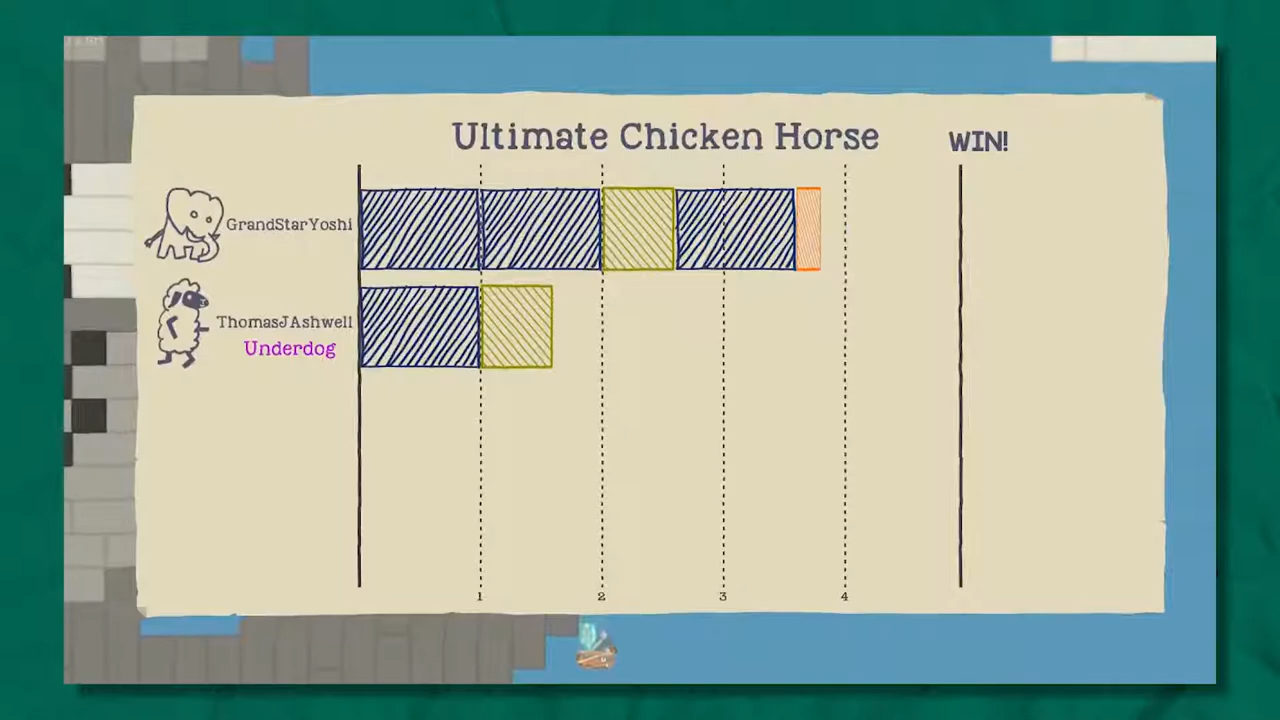 Ultimate Chicken Horse
WIN!
GrandStarYoshi
ThomasJAshwell
Underdog
1 2 3 4